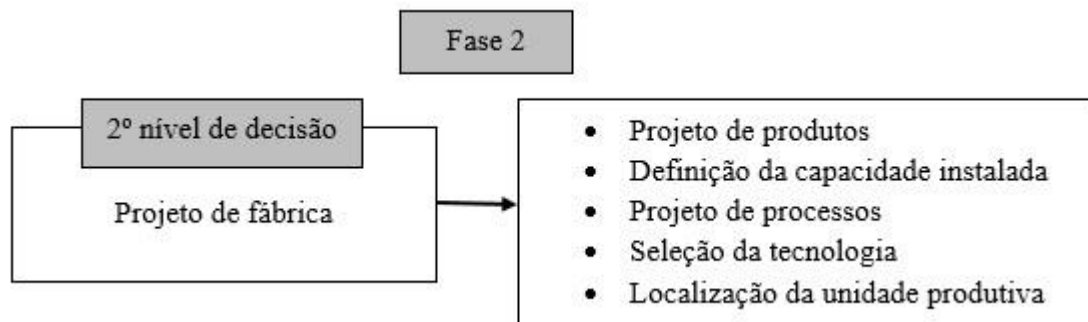 Fase 2
2º nível de decisão
Projeto de fábrica
• Projeto de produtos
• Definição da capacidade instalada
• Projeto de processos
• Seleção da tecnologia
• Localização da unidade produtiva